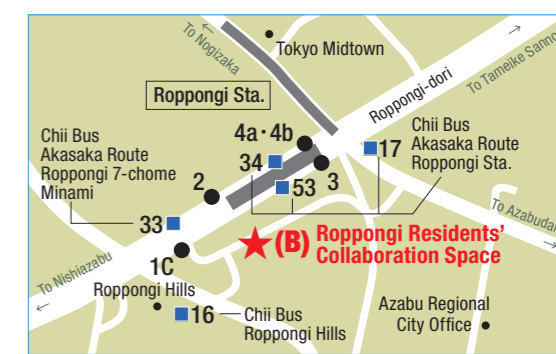 To Nogizaka
Tokyo Midtown
Roppongi-dori
To Tameike Sanno
Roppongi Sta.
4a・4b
34
3
53
17
Chii Bus
Akasaka Route
Roppongi Sta.
Chii Bus
Akasaka Route
Roppongi 7-chome
Minami
2
33
1C
To Azabudai
★(B) Roppongi Residents'
Collaboration Space
To Nishiazabu
Roppongi Hills
16
Chii Bus
Roppongi Hills
Azabu Regional
City Office